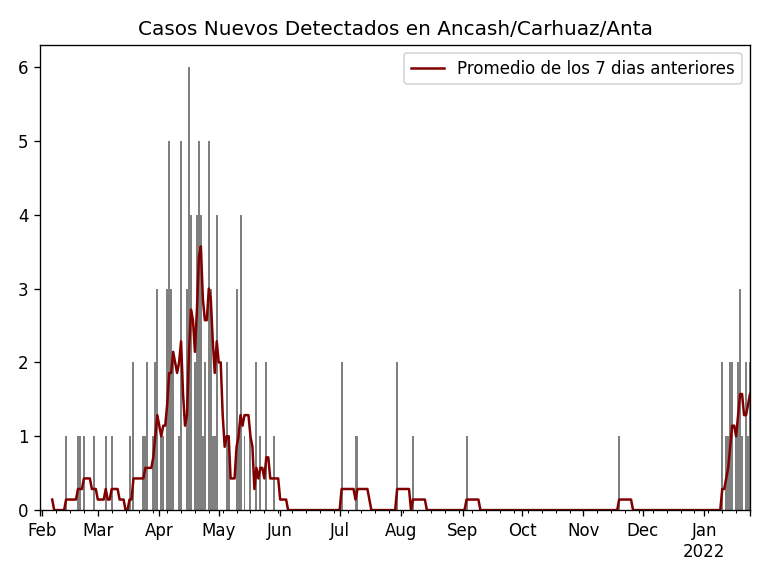 Casos Nuevos Detectados en Ancash/Carhuaz/Anta
Promedio de los 7 dias anteriores
6
5
4
3
2
1
0
Feb Mar Apr May Jun Jul Aug Sep Oct Nov Dec Jan
2022